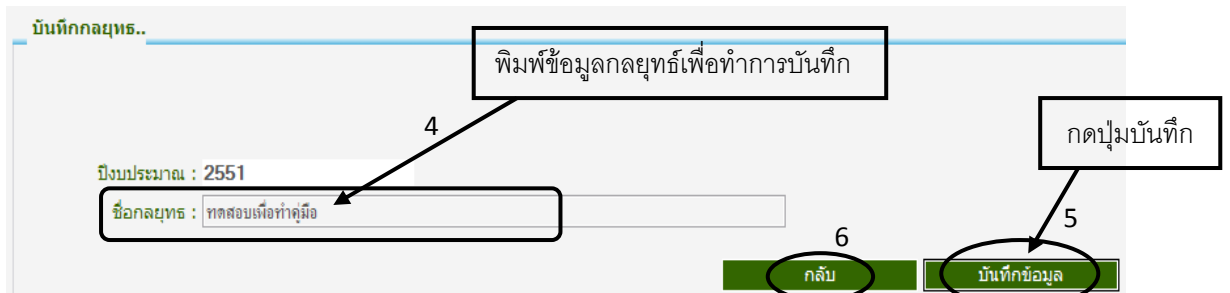 บันทึกกลยุทธ..
พิมพ์ข้อมูลกลยุทธ์เพื่อทำการบันทึก
4
กดปุ่มบันทึก
ปีงบประมาณ : 2551
ชื่อกลยุทธ : ทดสอบเพื่อทำคู่มือ
5
6
กลับ
บันทึกข้อมูล